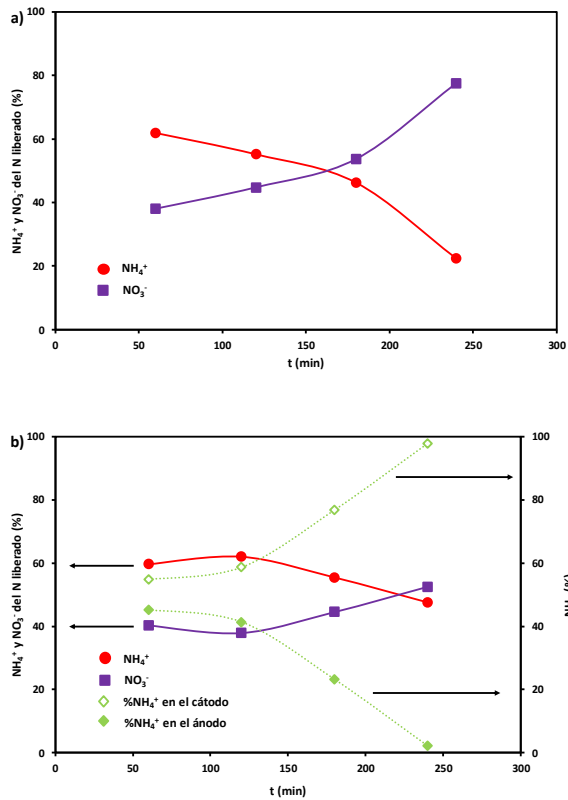 a)
NH₄⁺ y NO₃⁻ del N liberado (%)
100
80
60
40
20
0
NH₄⁺
NO₃⁻
0 50 100 150 200 250 300
t (min)
b)
NH₄⁺ y NO₃⁻ del N liberado (%)
100
80
60
40
20
0
100
80
60
40
20
0
(%)
NH₄⁺
NO₃⁻
%NH₄⁺ en el cátodo
%NH₄⁺ en el ánodo
0 50 100 150 200 250 300
t (min)